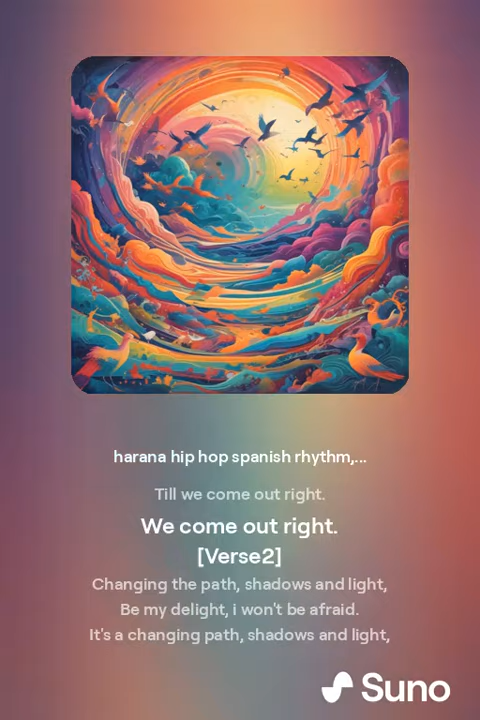 harana hip hop spanish rhythm,...
Till we come out right.
We come out right.
[Verse2]
Changing the path, shadows and light,
Be my delight, i won't be afraid.
It's a changing path, shadows and light,
Suno